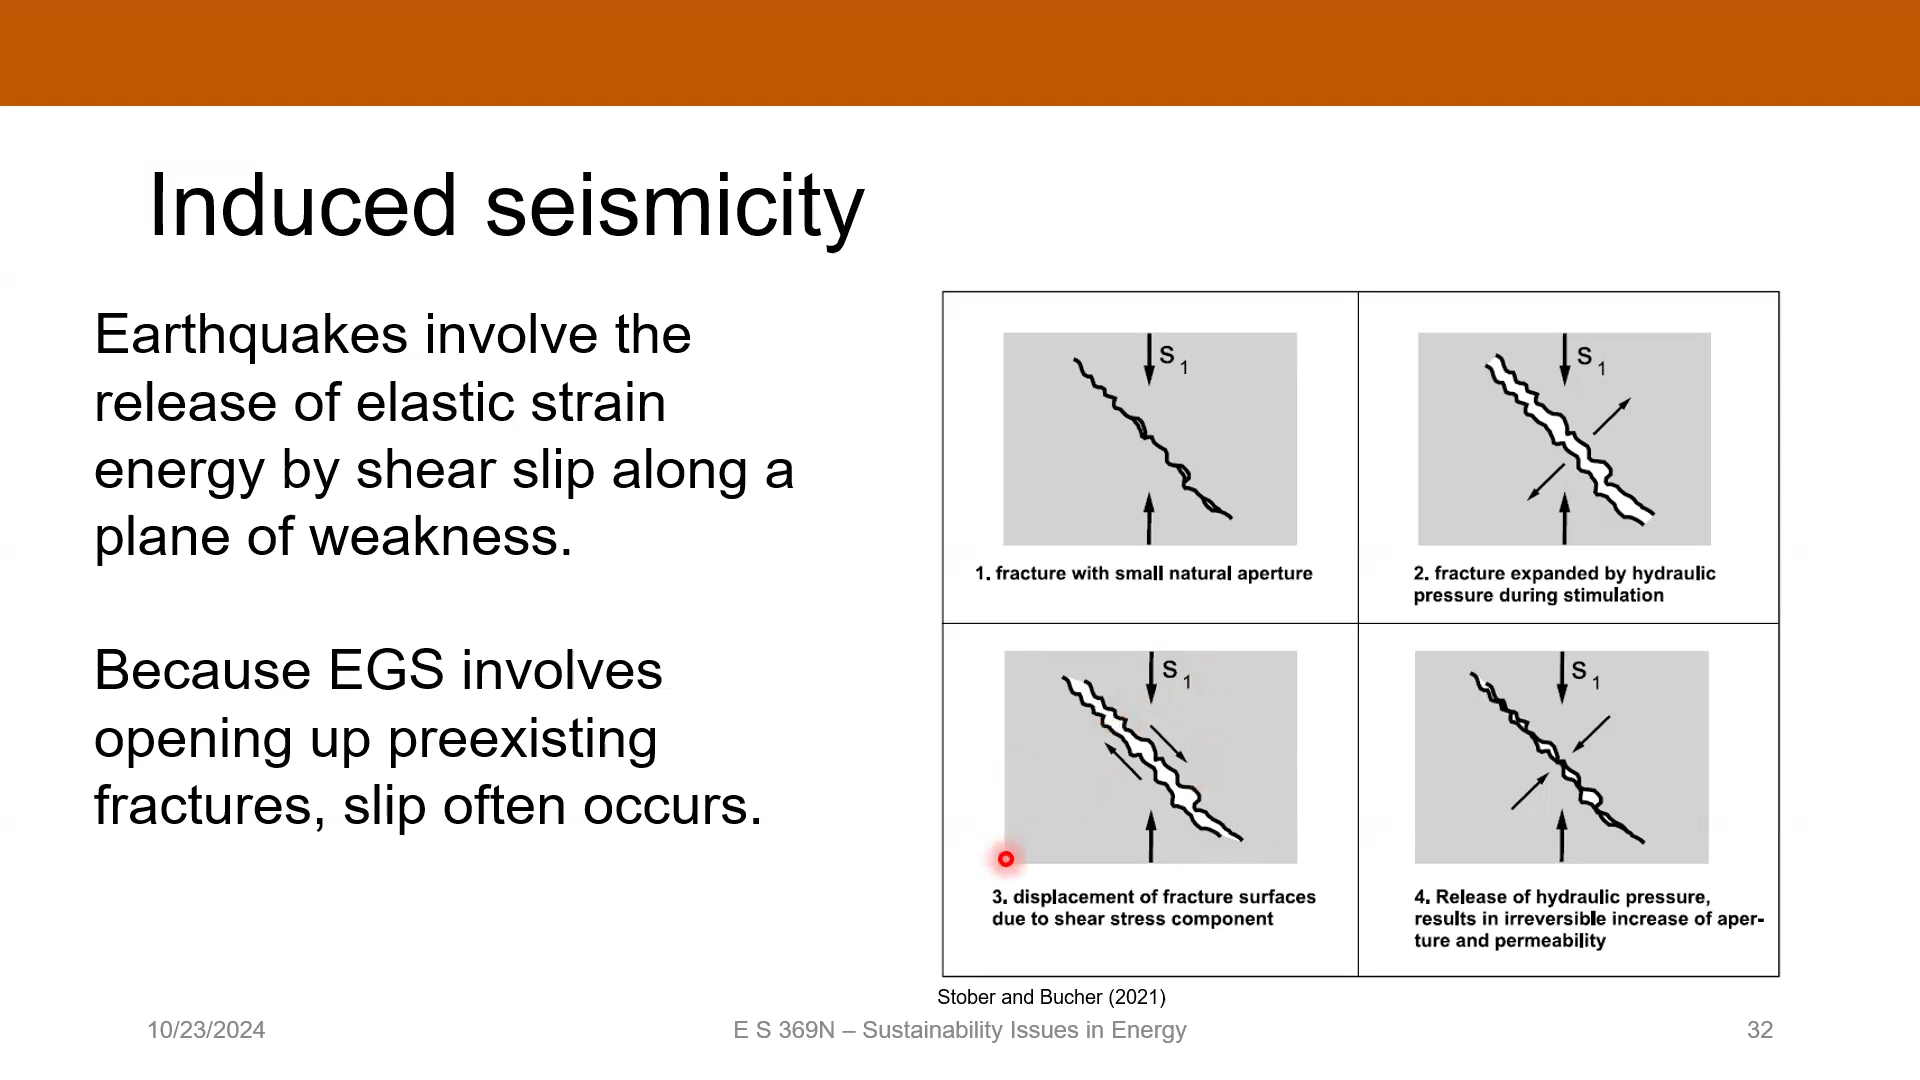 Induced seismicity
Earthquakes involve the
release of elastic strain
energy by shear slip along a
plane of weakness.
Because EGS involves
opening up preexisting
fractures, slip often occurs.
S 1
1. fracture with small natural aperture
S 1
2. fracture expanded by hydraulic
pressure during stimulation
S 1
3. displacement of fracture surfaces
due to shear stress component
S 1
4. Release of hydraulic pressure,
results in irreversible increase of aper-
ture and permeability
Stober and Bucher (2021)
10/23/2024
E S 369N – Sustainability Issues in Energy
32